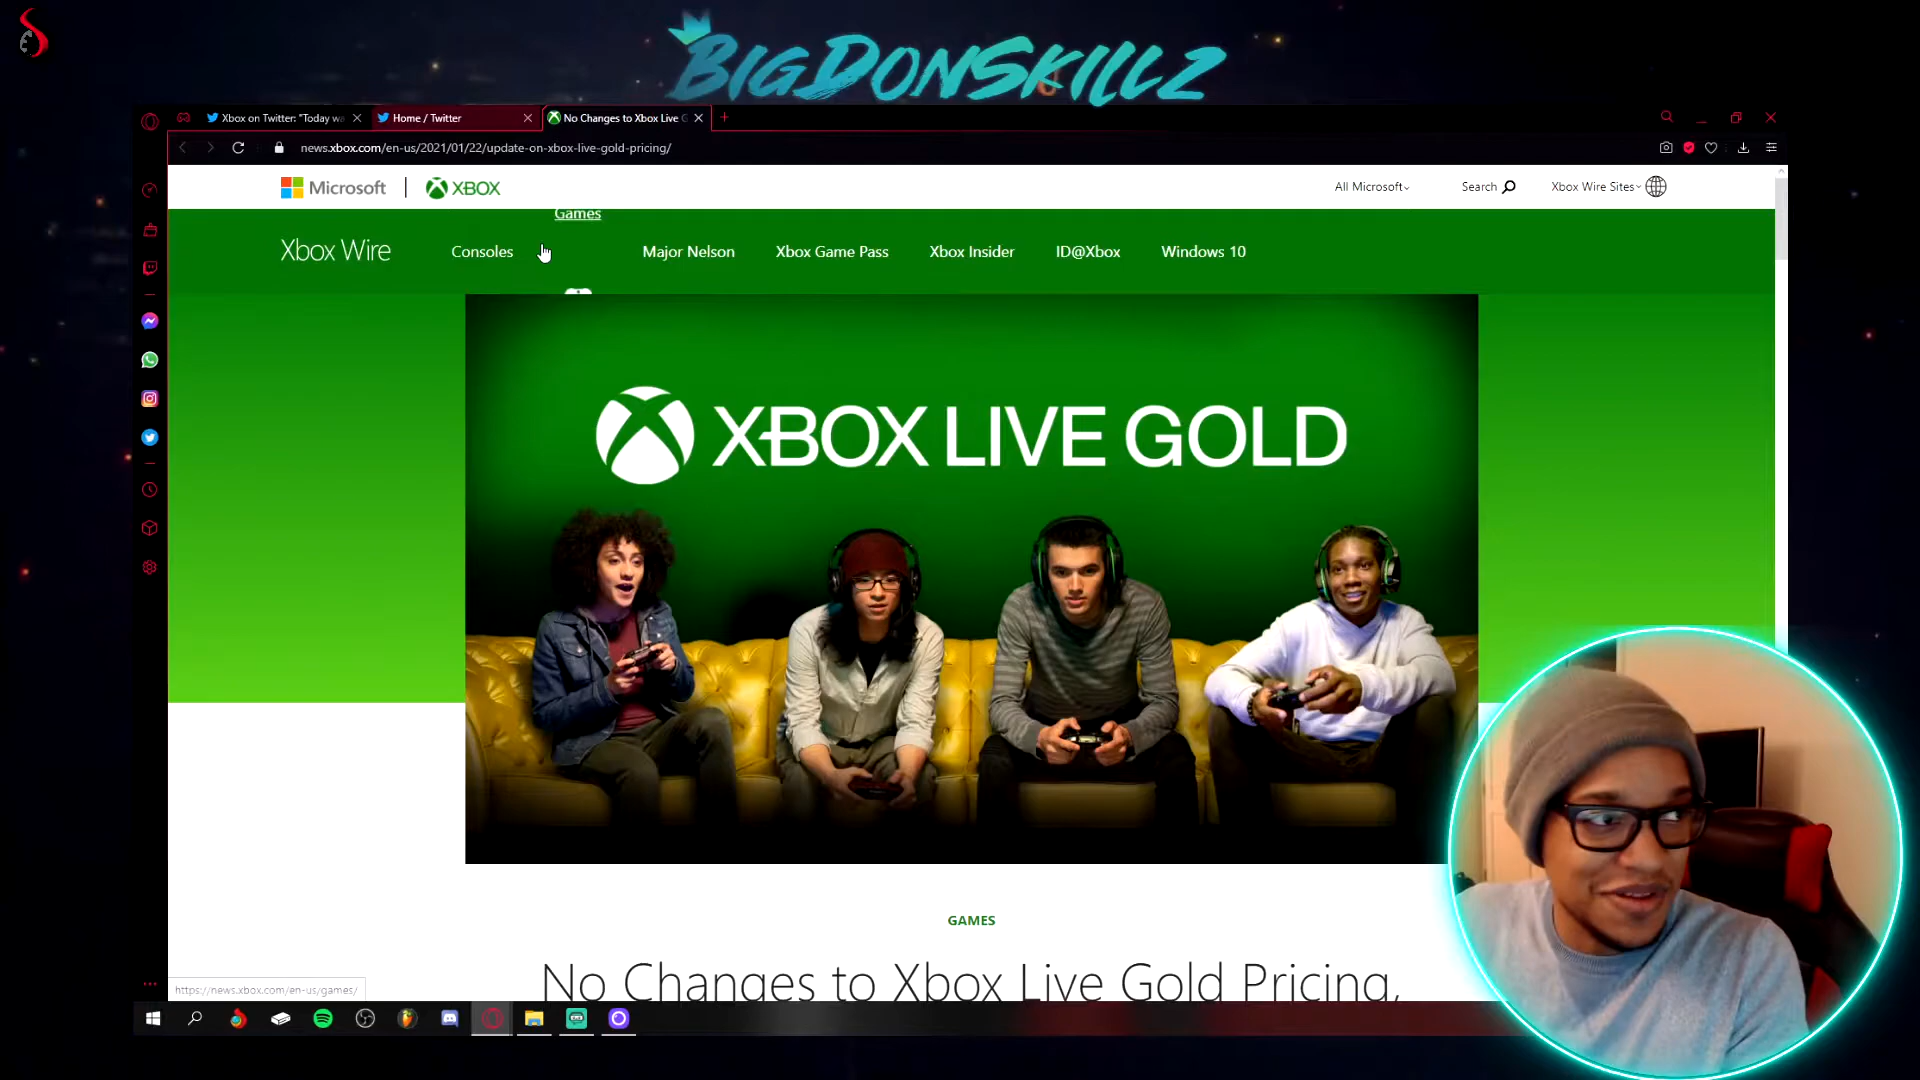 BIGDONSKILLZ
Xbox on Twitter: "Today wa
Home / Twitter
No Changes to Xbox Live G
news.xbox.com/en-us/2021/01/22/update-on-xbox-live-gold-pricing/
Microsoft | XBOX
All Microsoft
Search
Xbox Wire Sites
Games
Xbox Wire
Consoles
Major Nelson
Xbox Game Pass
Xbox Insider
ID@Xbox
Windows 10
XBOX LIVE GOLD
GAMES
No Changes to Xbox Live Gold Pricing,
https://news.xbox.com/en-us/games/